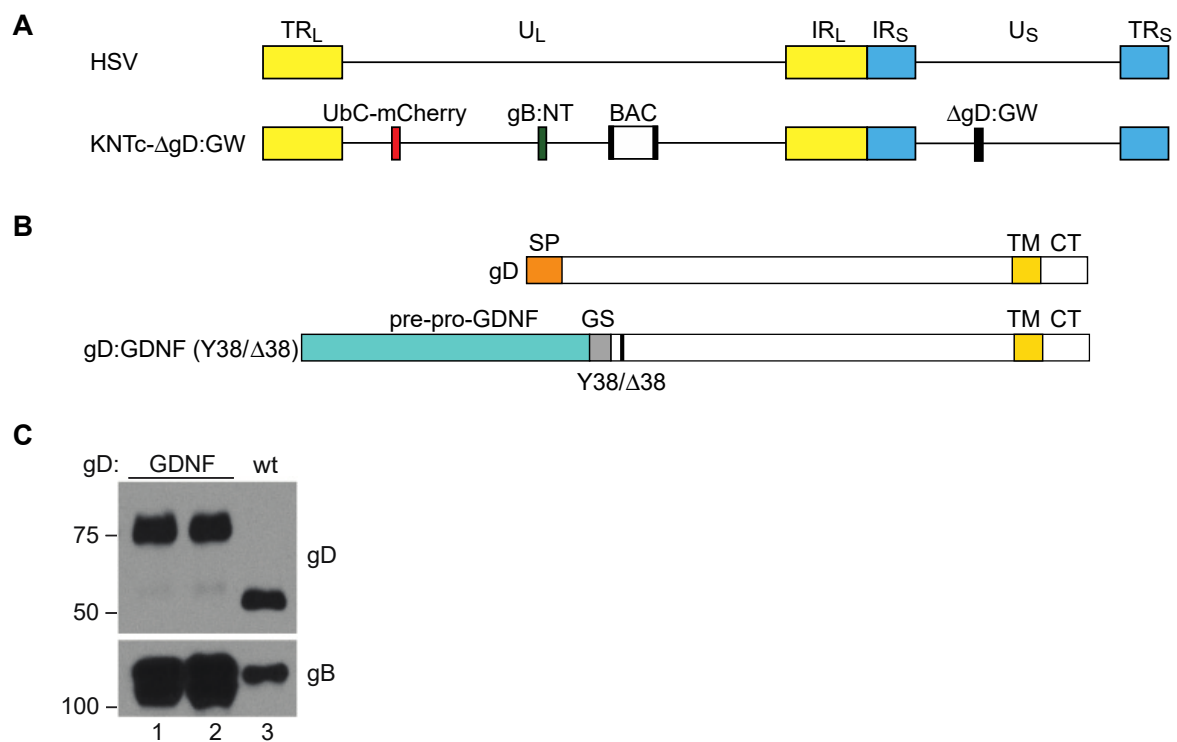 A
TRL UL IRL IRS US TRS
HSV
UbC-mCherry gB:NT BAC ΔgD:GW
KNTc-ΔgD:GW
B
SP TM CT
gD
pre-pro-GDNF GS TM CT
gD:GDNF (Y38/Δ38)
Y38/Δ38
C
gD: GDNF wt
75
gD
50
gB
100
1 2 3